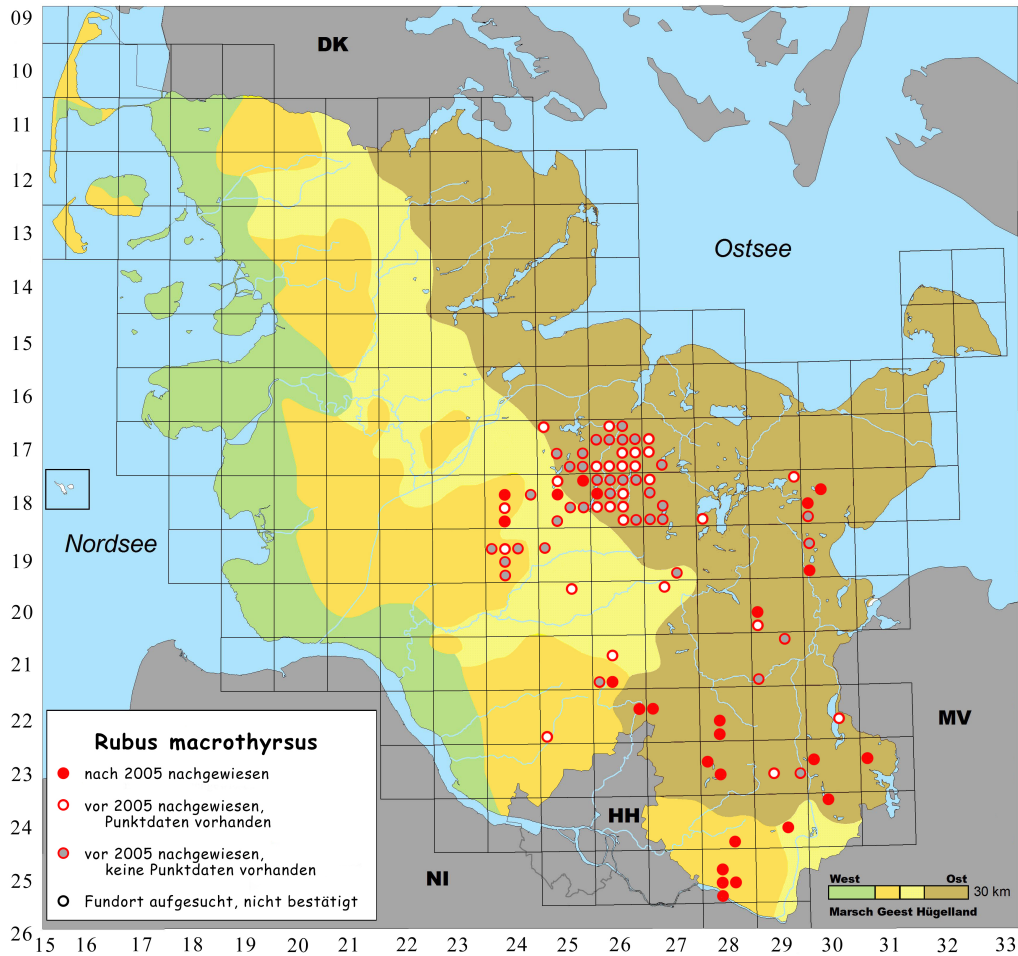 09
DK
10
11
12
13
Ostsee
14
15
16
17
18
Nordsee
19
20
21
22
MV
Rubus macrothyrsus
nach 2005 nachgewiesen
23
vor 2005 nachgewiesen,
Punktdaten vorhanden
HH
24
vor 2005 nachgewiesen,
keine Punktdaten vorhanden
NI
25
West Ost
30 km
Marsch Geest Hügelland
Fundort aufgesucht, nicht bestätigt
26
15 16 17 18 19 20 21 22 23 24 25 26 27 28 29 30 31 32 33